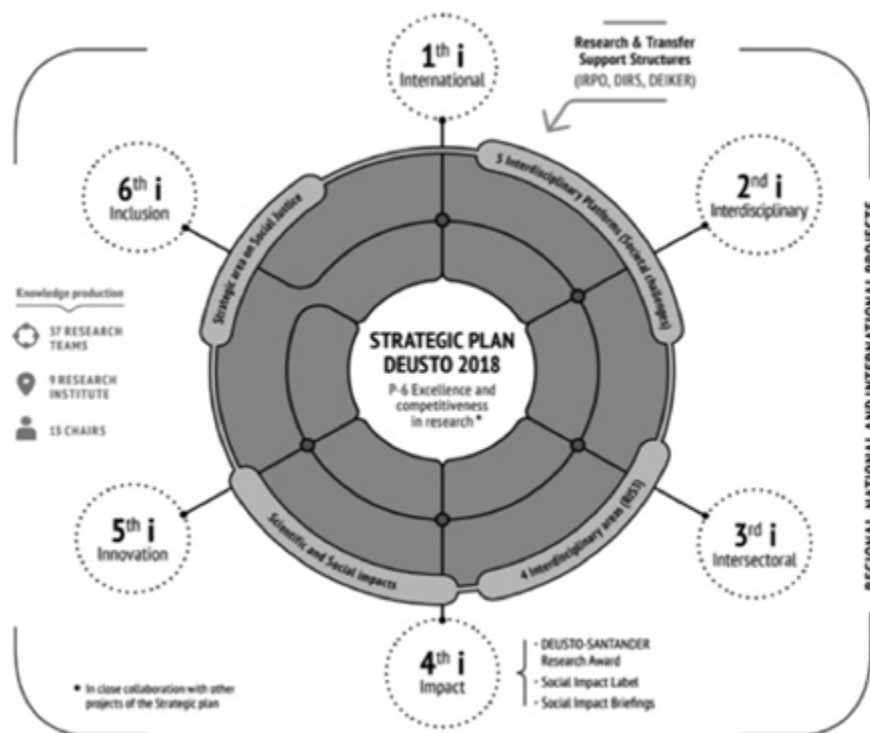 1th i
International
Research & Transfer
Support Structures
(IRPO, DIRS, DEIKER)
6th i
Inclusion
2nd i
Interdisciplinary
5 Interdisciplinary Platforms (Societal challenges)
Strategic area on Social Justice
Knowledge production
37 RESEARCH
TEAMS
9 RESEARCH
INSTITUTE
13 CHAIRS
STRATEGIC PLAN
DEUSTO 2018
P-6 Excellence and
competitiveness
in research *
REGIONAL, NATIONAL AND INTERNATIONAL PROJECTS
5th i
Innovation
Scientific and Social impacts
4 Interdisciplinary areas (RIS3)
3rd i
Intersectoral
4th i
Impact
- DEUSTO-SANTANDER
Research Award
- Social Impact Label
- Social Impact Briefings
* In close collaboration with other
projects of the Strategic plan